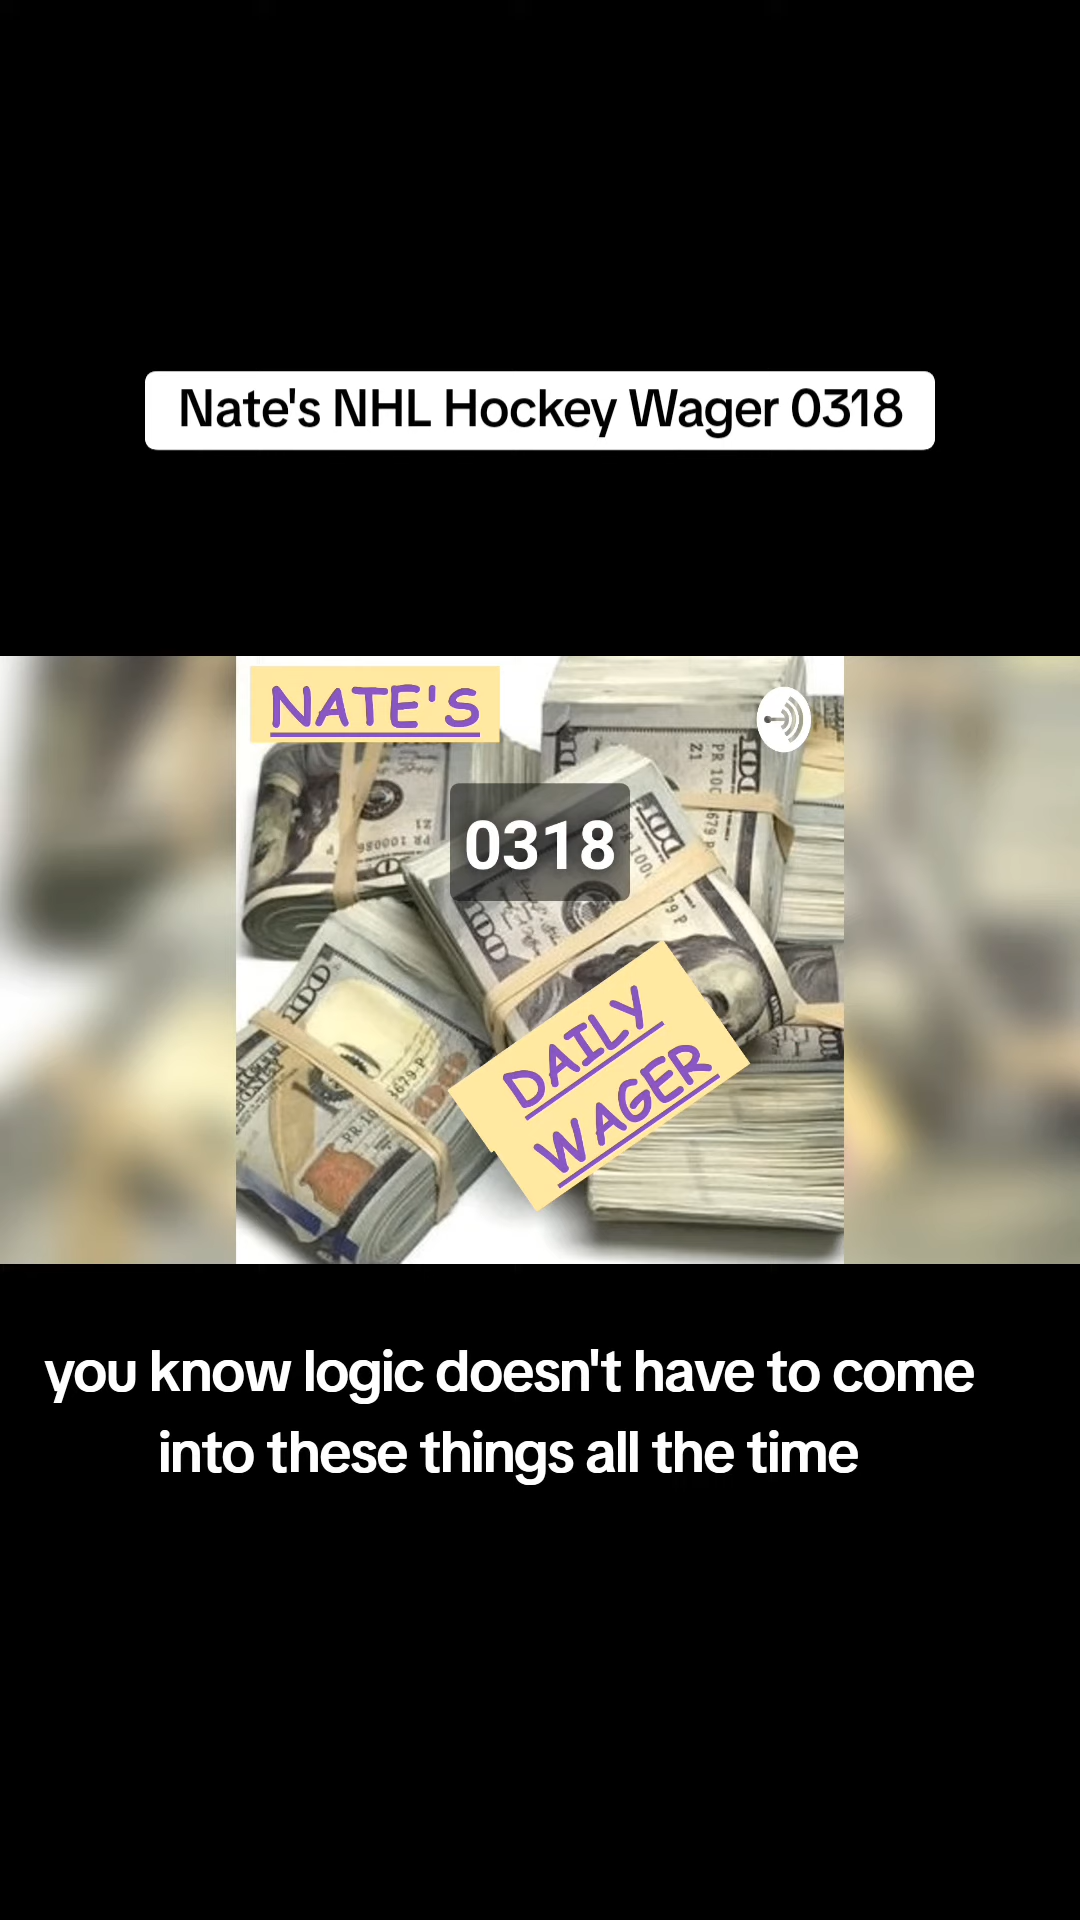 Nate's NHL Hockey Wager 0318
NATE'S
0318
DAILY
WAGER
you know logic doesn't have to come
into these things all the time